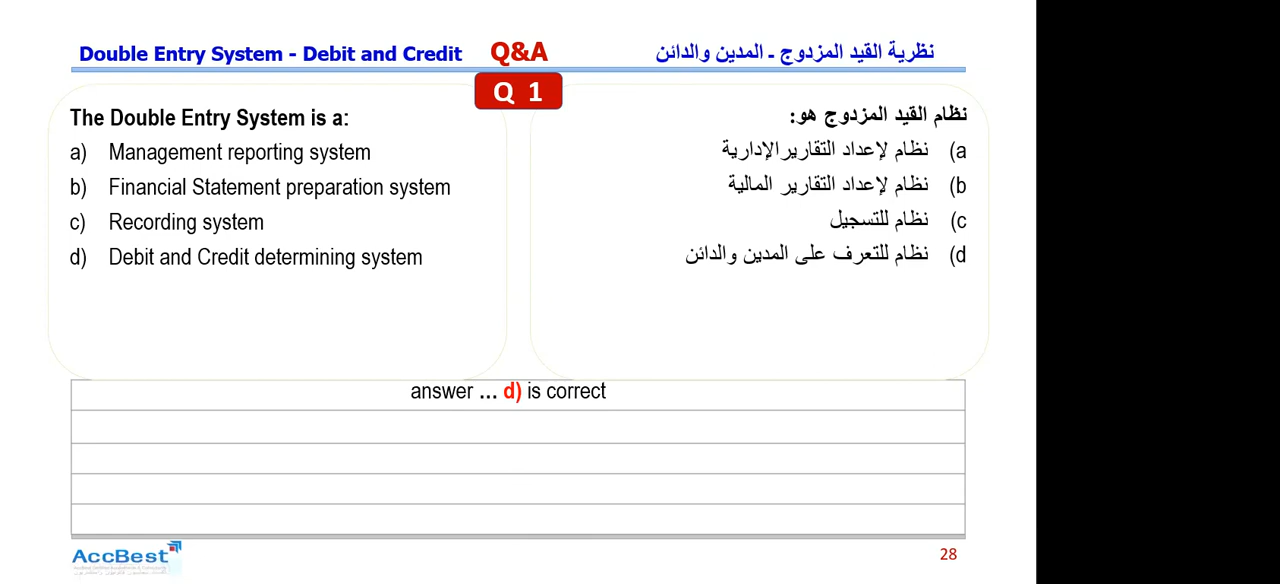 Double Entry System - Debit and Credit Q&A نظرية القيد المزدوج - المدين والدائن
Q 1
The Double Entry System is a:
a) Management reporting system
b) Financial Statement preparation system
c) Recording system
d) Debit and Credit determining system
نظام القيد المزدوج هو:
a) نظام لإعداد التقارير الإدارية
b) نظام لإعداد التقارير المالية
c) نظام للتسجيل
d) نظام للتعرف على المدين والدائن
answer ... d) is correct
AccBest
28